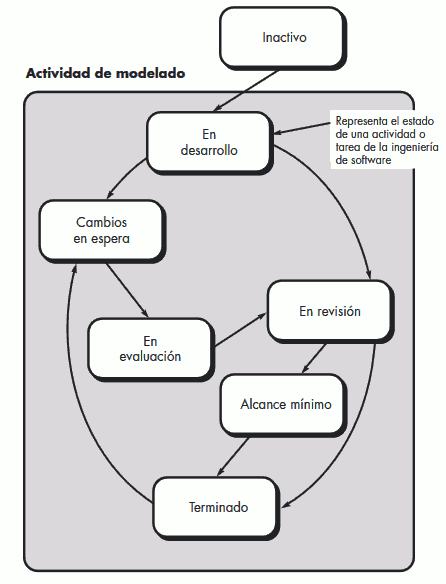 Inactivo
Actividad de modelado
En
desarrollo
Representa el estado
de una actividad o
tarea de la ingeniería
de software
Cambios
en espera
En revisión
En
evaluación
Alcance mínimo
Terminado